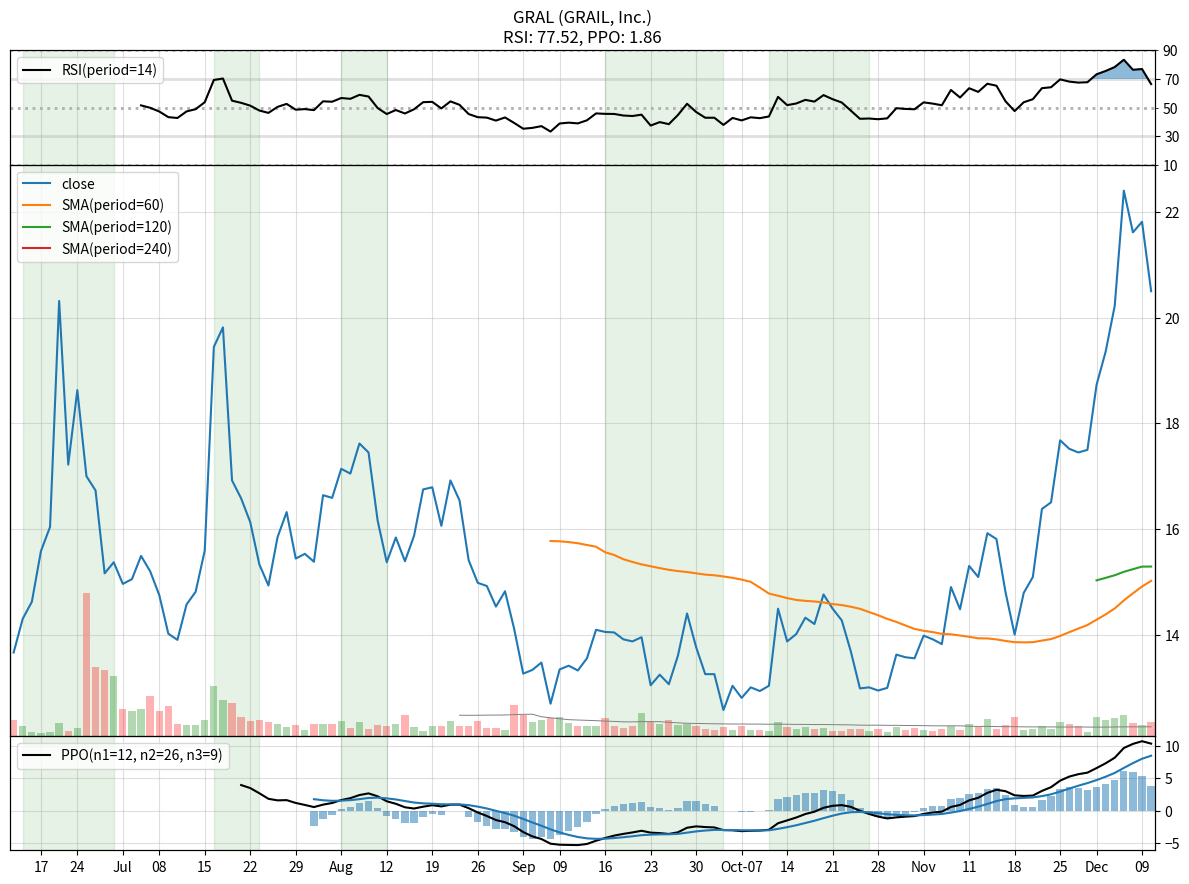 GRAL (GRAIL, Inc.)
RSI: 77.52, PPO: 1.86
RSI(period=14)
90
70
50
30
10
close
SMA(period=60)
SMA(period=120)
SMA(period=240)
22
20
18
16
14
PPO(n1=12, n2=26, n3=9)
10
5
0
−5
17 24 Jul 08 15 22 29 Aug 12 19 26 Sep 09 16 23 30 Oct-07 14 21 28 Nov 11 18 25 Dec 09